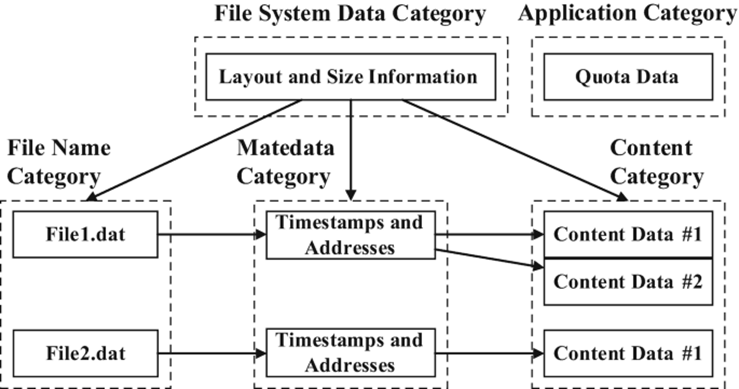 File System Data Category
Application Category
Layout and Size Information
Quota Data
File Name
Category
Matedata
Category
Content
Category
File1.dat
Timestamps and
Addresses
Content Data #1
Content Data #2
File2.dat
Timestamps and
Addresses
Content Data #1